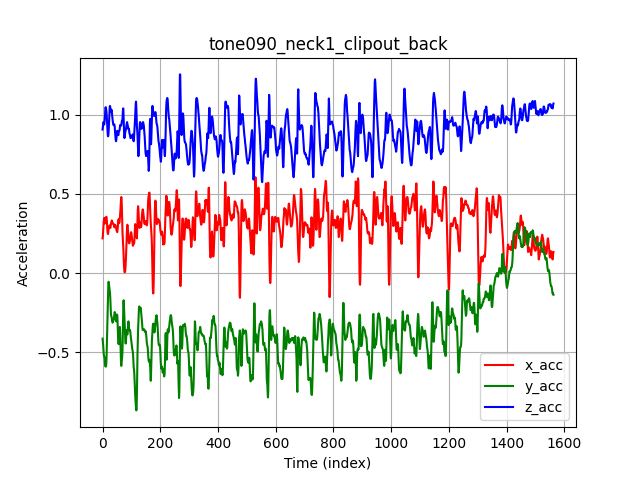 tone090_neck1_clipout_back
Acceleration
1.0
0.5
0.0
−0.5
0 200 400 600 800 1000 1200 1400 1600
Time (index)
x_acc
y_acc
z_acc